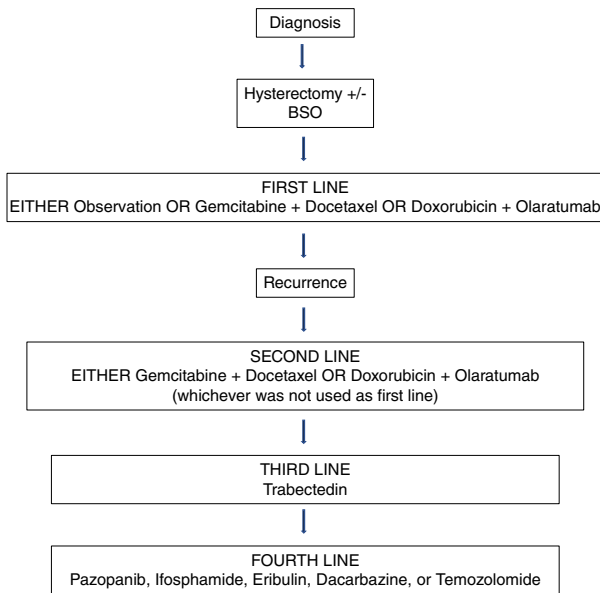 Diagnosis
Hysterectomy +/-
BSO
FIRST LINE
EITHER Observation OR Gemcitabine + Docetaxel OR Doxorubicin + Olaratumab
Recurrence
SECOND LINE
EITHER Gemcitabine + Docetaxel OR Doxorubicin + Olaratumab
(whichever was not used as first line)
THIRD LINE
Trabectedin
FOURTH LINE
Pazopanib, Ifosphamide, Eribulin, Dacarbazine, or Temozolomide